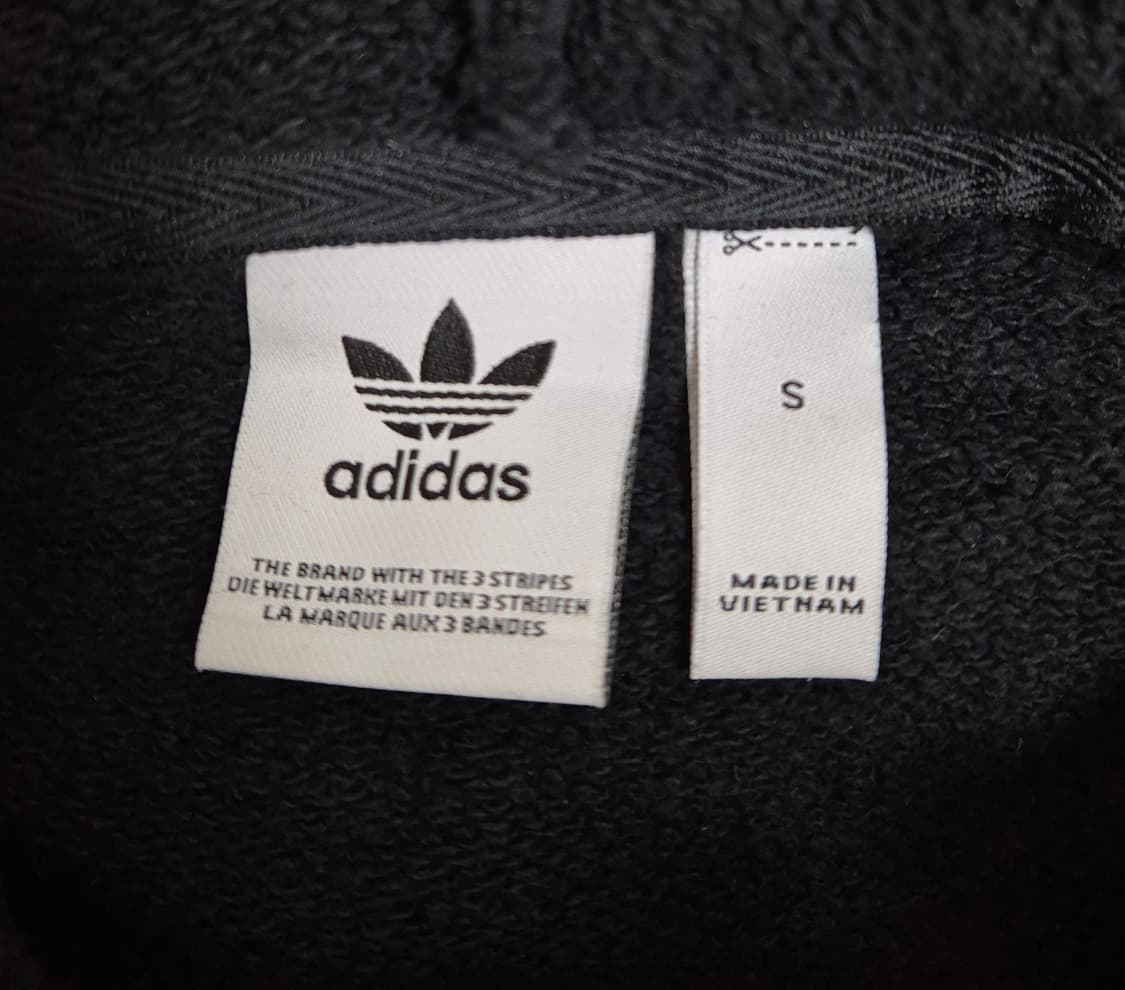 adidas
THE BRAND WITH THE 3 STRIPES
DIE WELTMARKE MIT DEN 3 STREIFEN
LA MARQUE AUX 3 BANDES
S
MADE IN
VIETNAM